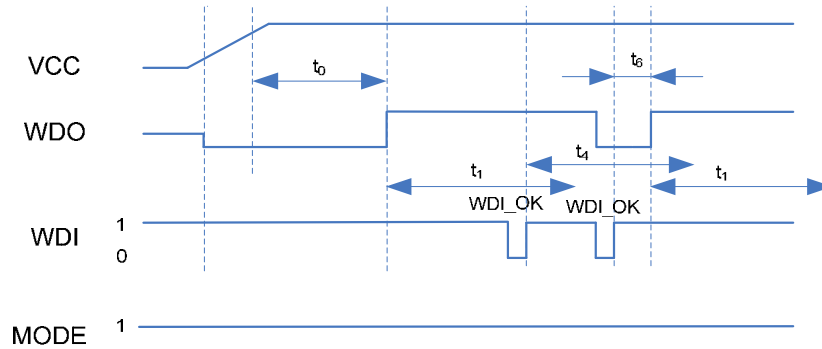 VCC
t0
t6
WDO
t4
t1
t1
WDI_OK
WDI_OK
1
WDI
0
1
MODE